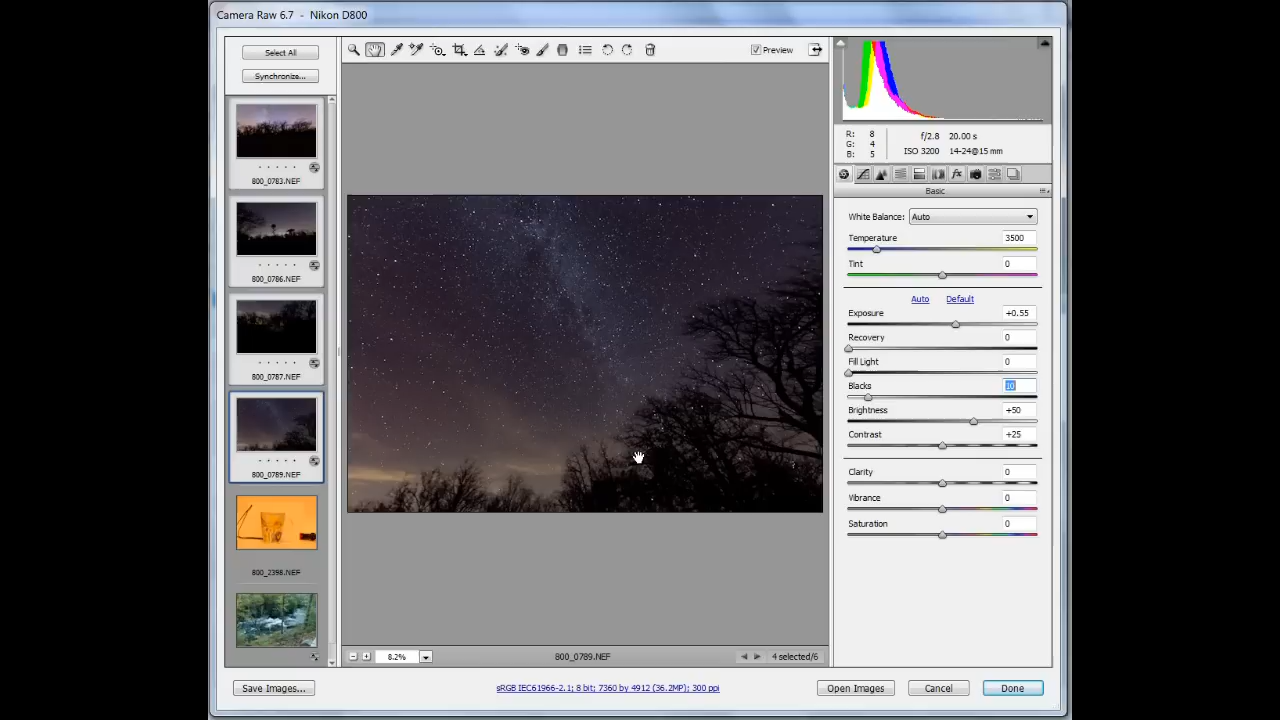 Camera Raw 6.7 - Nikon D800
Select All
Synchronize...
Preview
800_0783.NEF
800_0786.NEF
800_0787.NEF
800_0789.NEF
800_2398.NEF
R: 8
G: 4
B: 5
f/2.8 20.00 s
ISO 3200 14-24@15 mm
fx
Basic
White Balance: Auto
Temperature 3500
Tint 0
Auto Default
Exposure +0.55
Recovery 0
Fill Light 0
Blacks 10
Brightness +50
Contrast +25
Clarity 0
Vibrance 0
Saturation 0
8.2%
800_0789.NEF
4 selected/6
Save Images...
sRGB IEC61966-2.1; 8 bit; 7360 by 4912 (36.2MP); 300 ppi
Open Images
Cancel
Done